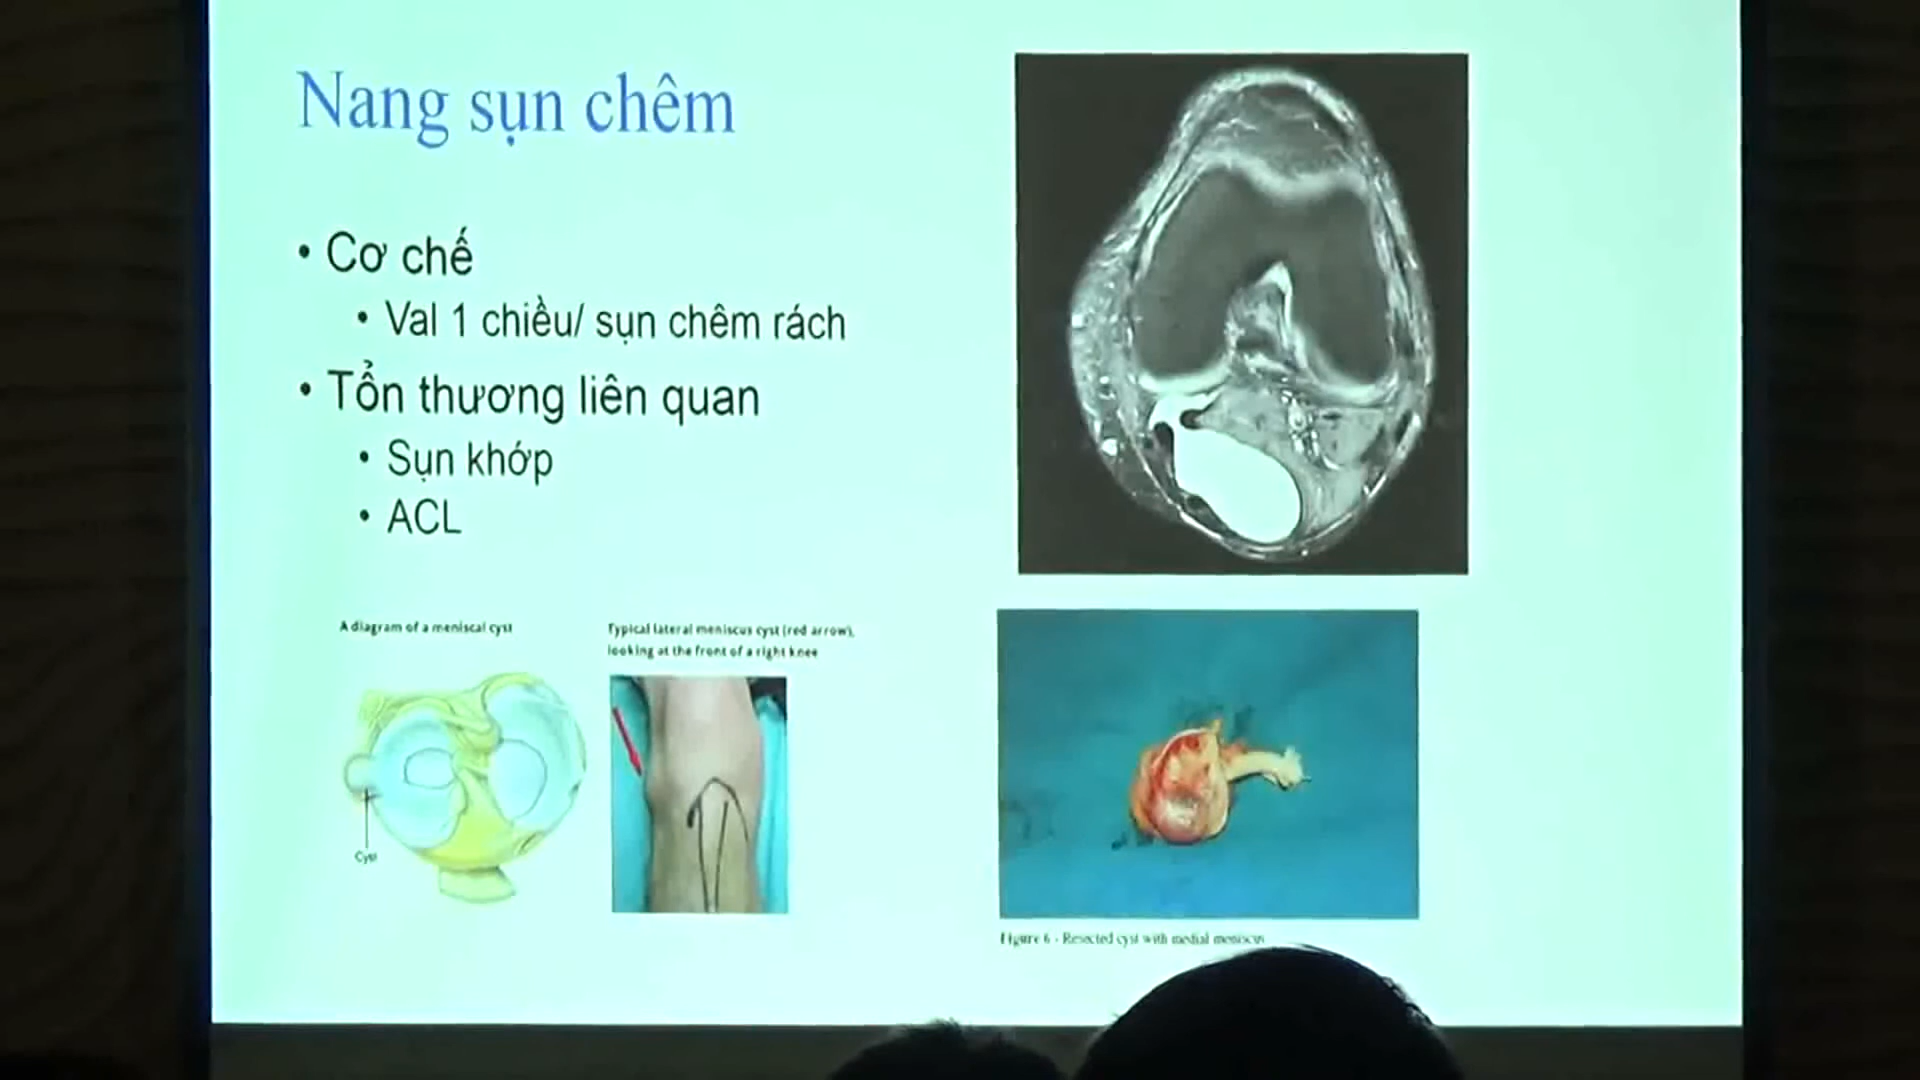 Nang sụn chêm
• Cơ chế
• Val 1 chiều/ sụn chêm rách
• Tổn thương liên quan
• Sụn khớp
• ACL
A diagram of a meniscal cyst
Typical lateral meniscus cyst (red arrow),
looking at the front of a right knee
Cyst
Figure 6 - Resected cyst with medial meniscus